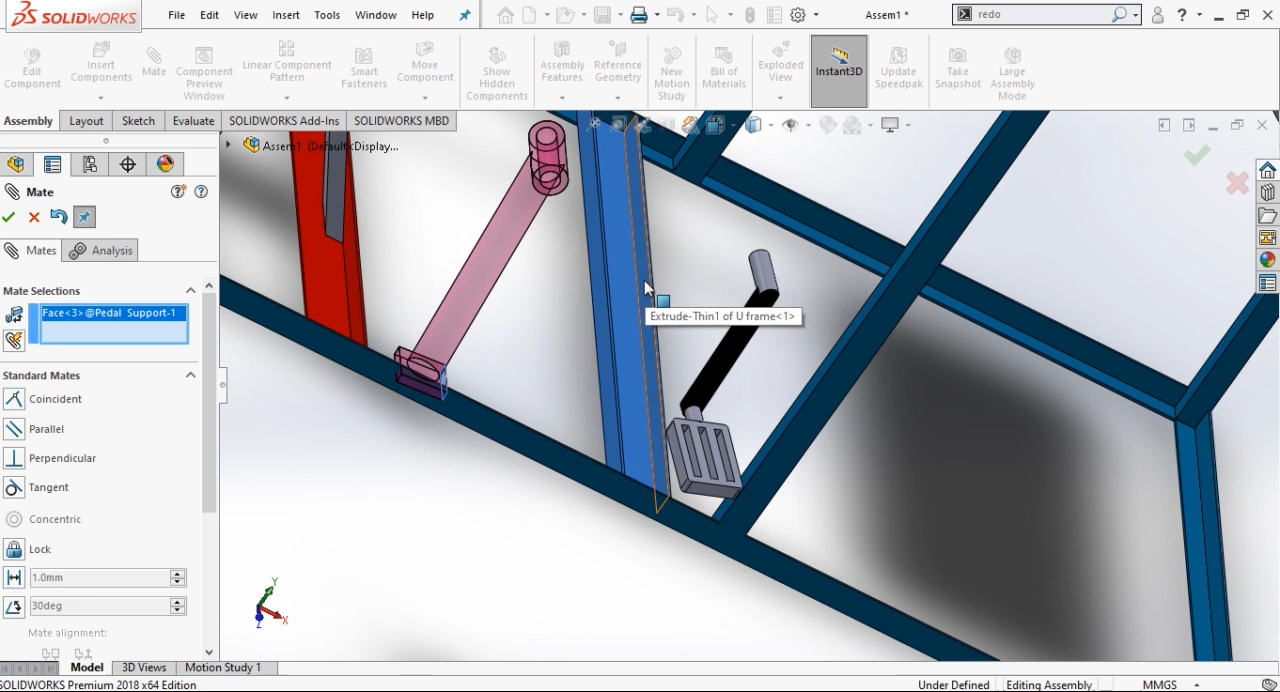 SOLIDWORKS
File Edit View Insert Tools Window Help
Assem1 *
redo
Edit Component
Insert Components
Mate
Component Preview Window
Linear Component Pattern
Smart Fasteners
Move Component
Show Hidden Components
Assembly Features
Reference Geometry
New Motion Study
Bill of Materials
Exploded View
Instant3D
Update Speedpak
Take Snapshot
Large Assembly Mode
Assembly Layout Sketch Evaluate SOLIDWORKS Add-Ins SOLIDWORKS MBD
Assem1 (Default<Display...
Mate
Mates Analysis
Mate Selections
Face<3>@Pedal Support-1
Standard Mates
Coincident
Parallel
Perpendicular
Tangent
Concentric
Lock
1.0mm
30deg
Mate alignment:
Extrude-Thin1 of U frame<1>
Y
X
Z
Model 3D Views Motion Study 1
SOLIDWORKS Premium 2018 x64 Edition
Under Defined Editing Assembly MMGS